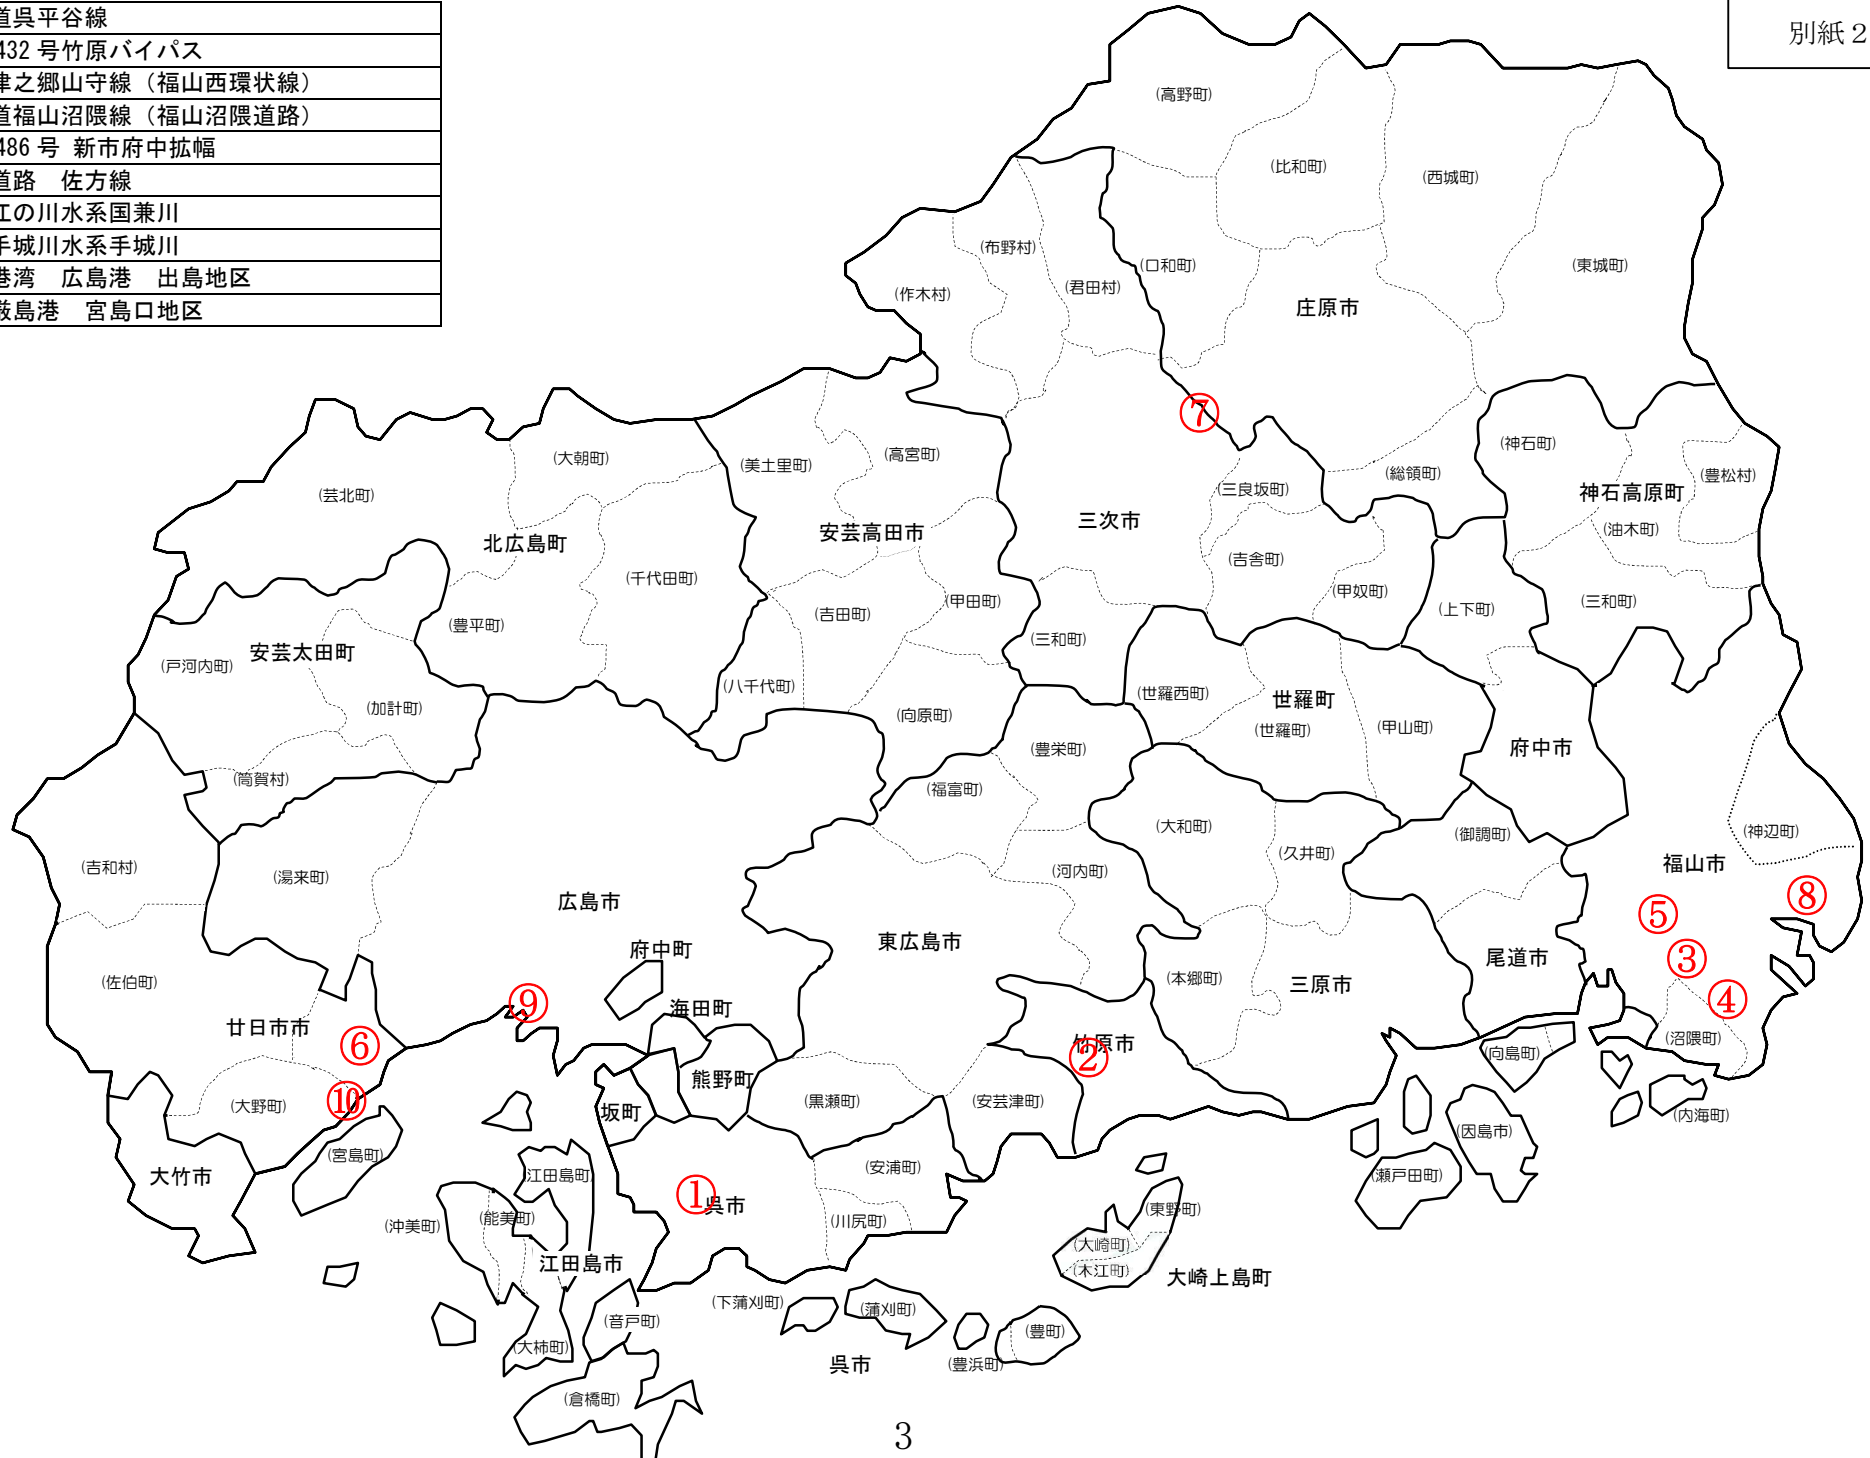 道呉平谷線
432 号竹原バイパス
津之郷山守線（福山西環状線）
道福山沼隈線（福山沼隈道路）
486 号 新市府中拡幅
道路　佐方線
江の川水系国兼川
手城川水系手城川
港湾　広島港　出島地区
厳島港　宮島口地区
別紙２
(高野町)
(比和町)
(西城町)
(布野村)
(口和町)
(東城町)
(君田村)
(作木村)
庄原市
⑦
(大朝町)
(美土里町)
(高宮町)
(神石町)
(総領町)
(豊松村)
(芸北町)
(三良坂町)
神石高原町
三次市
(油木町)
安芸高田市
北広島町
(吉舎町)
(千代田町)
(甲奴町)
(三和町)
(甲田町)
(上下町)
(吉田町)
(豊平町)
(三和町)
安芸太田町
(戸河内町)
(八千代町)
(世羅西町)
世羅町
(加計町)
(向原町)
(甲山町)
(世羅町)
(豊栄町)
府中市
(筒賀村)
(福富町)
(大和町)
(神辺町)
(御調町)
(久井町)
福山市
(吉和村)
(河内町)
(湯来町)
⑧
広島市
⑤
東広島市
府中町
尾道市
③
(本郷町)
(佐伯町)
三原市
④
⑨
海田町
廿日市市
(沼隈町)
竹原市
⑥
(向島町)
②
熊野町
(大野町)
⑩
(黒瀬町)
(安芸津町)
坂町
(内海町)
(因島市)
(宮島町)
(安浦町)
大竹市
江田島町)
(瀬戸田町)
①
呉市
(東野町)
(能美町)
(川尻町)
(沖美町)
(大崎町)
江田島市
(木江町)
大崎上島町
(下蒲刈町)
(蒲刈町)
(音戸町)
(豊町)
(大柿町)
呉市
(豊浜町)
(倉橋町)
3